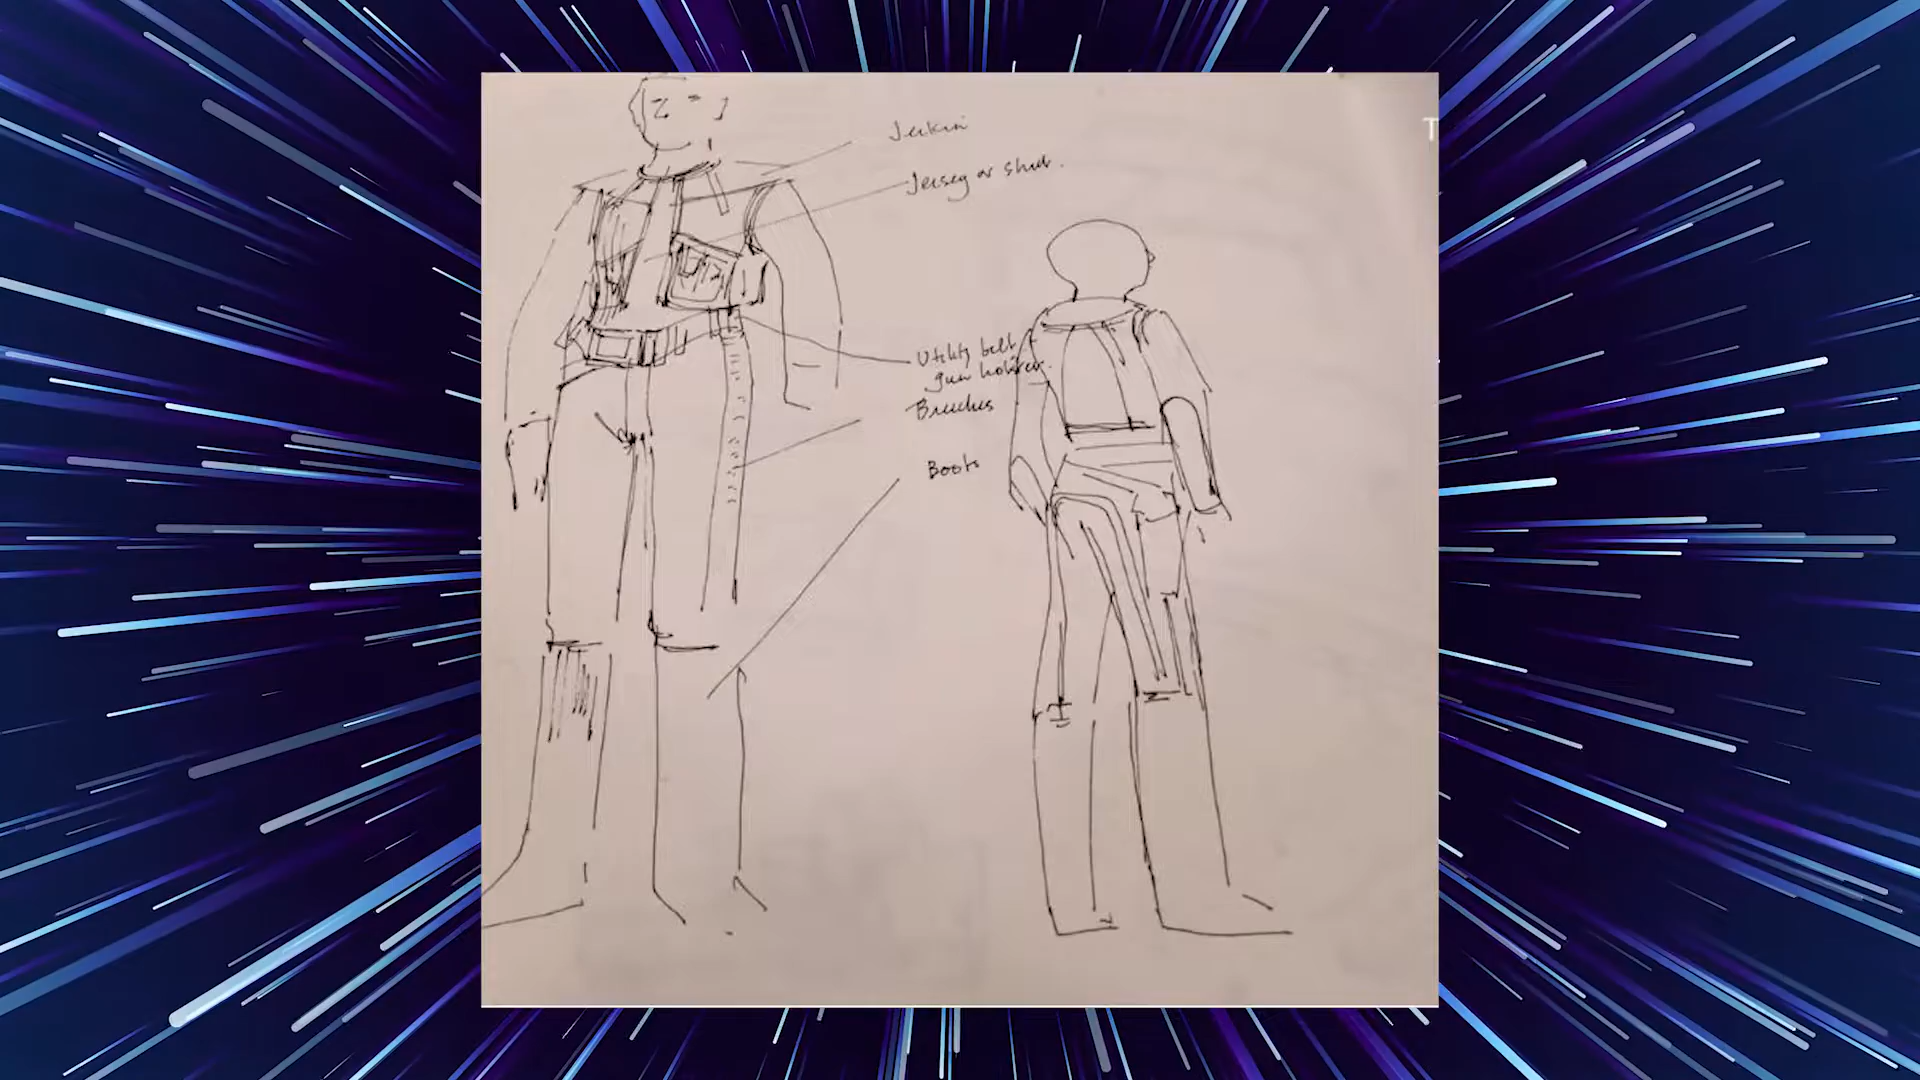 Jerkin
Jersey or shirt.
Utility belt +
gun holster.
Breeches
Boots
T